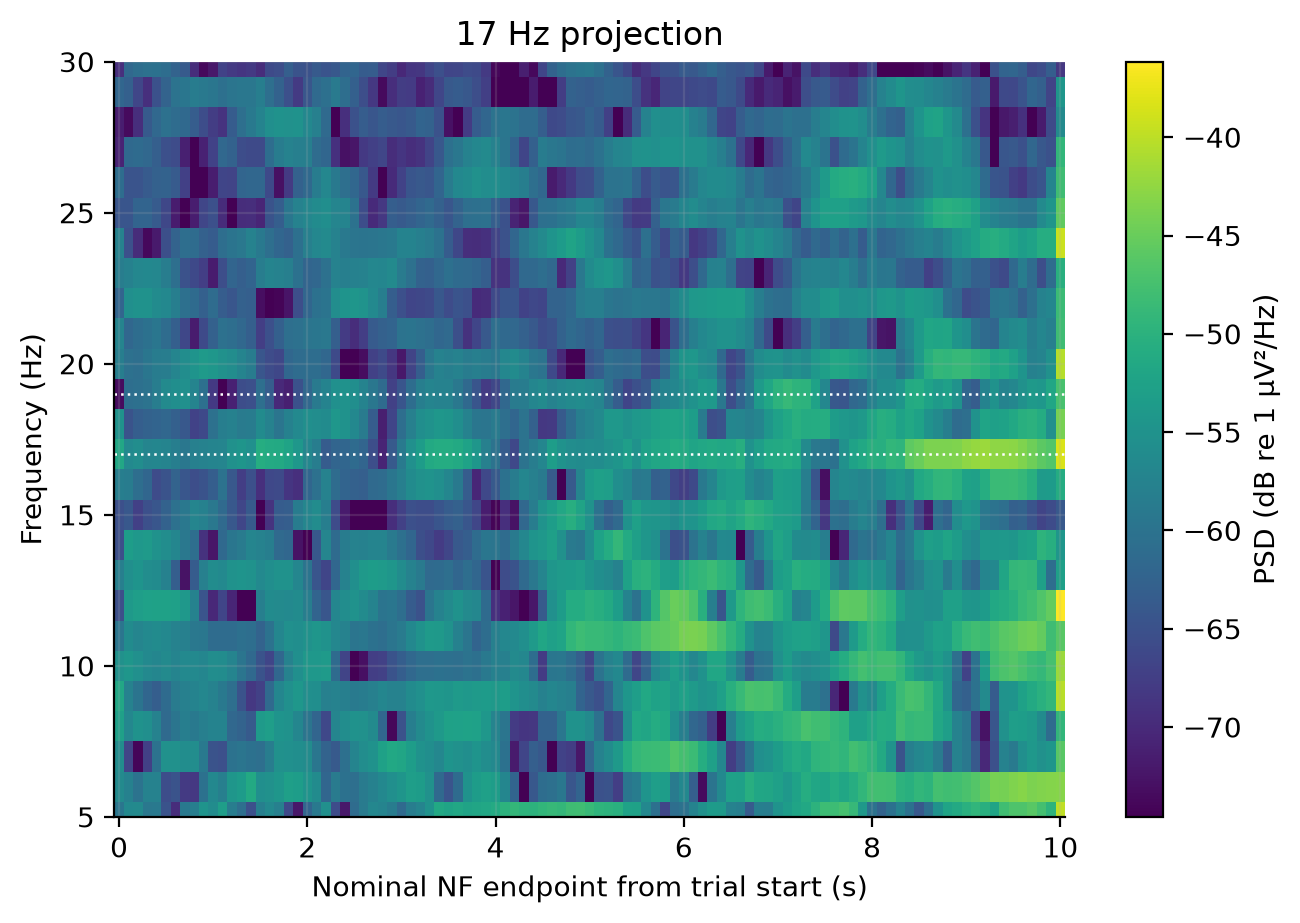 17 Hz projection
30
25
20
15
10
5
Frequency (Hz)
0 2 4 6 8 10
Nominal NF endpoint from trial start (s)
−40
−45
−50
−55
−60
−65
−70
PSD (dB re 1 µV²/Hz)